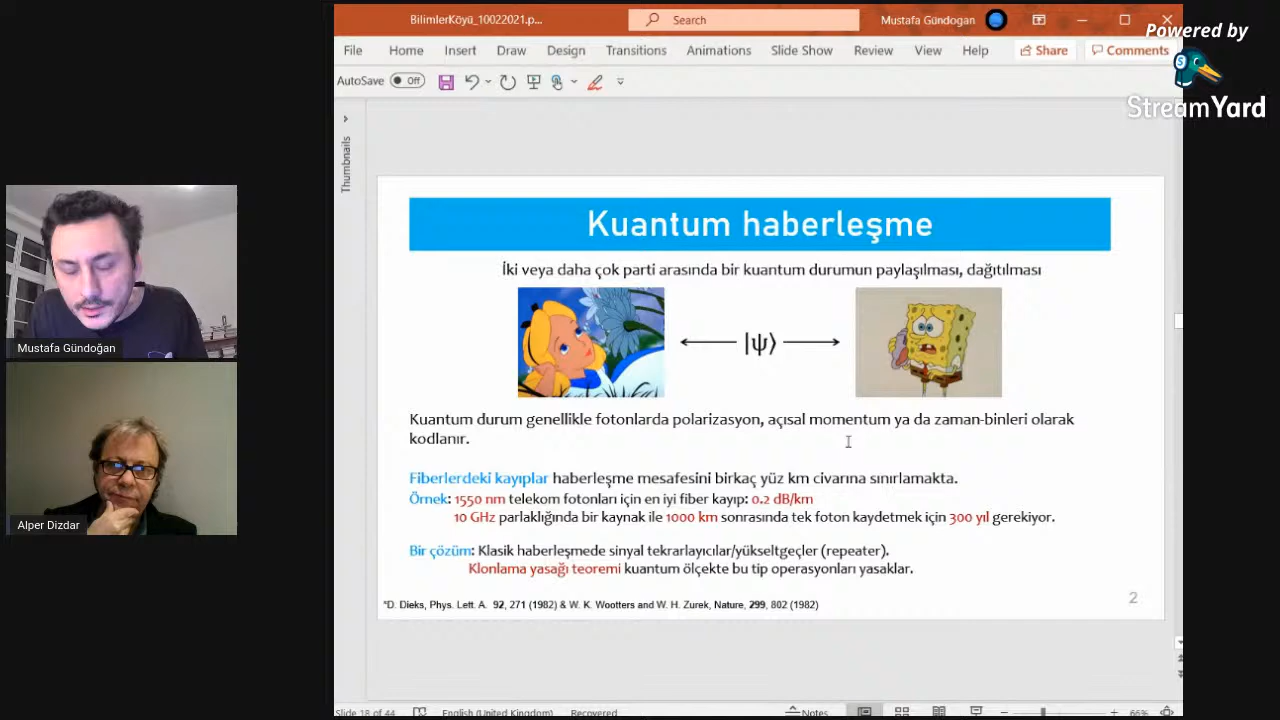 BilimlerKöyü_10022021.p...
Search
Mustafa Gündogan
Powered by
StreamYard
File Home Insert Draw Design Transitions Animations Slide Show Review View Help Share Comments
AutoSave Off
Thumbnails
Kuantum haberleşme
İki veya daha çok parti arasında bir kuantum durumun paylaşılması, dağıtılması
|ψ⟩
Kuantum durum genellikle fotonlarda polarizasyon, açısal momentum ya da zaman-binleri olarak
kodlanır.
Fiberlerdeki kayıplar haberleşme mesafesini birkaç yüz km civarına sınırlamakta.
Örnek: 1550 nm telekom fotonları için en iyi fiber kayıp: 0.2 dB/km
10 GHz parlaklığında bir kaynak ile 1000 km sonrasında tek foton kaydetmek için 300 yıl gerekiyor.
Bir çözüm: Klasik haberleşmede sinyal tekrarlayıcılar/yükseltgeçler (repeater).
Klonlama yasağı teoremi kuantum ölçekte bu tip operasyonları yasaklar.
*D. Dieks, Phys. Lett. A. 92, 271 (1982) & W. K. Wootters and W. H. Zurek, Nature, 299, 802 (1982)
2
Mustafa Gündoğan
Alper Dizdar
Slide 18 of 44 English (United Kingdom) Recovered Notes 66%